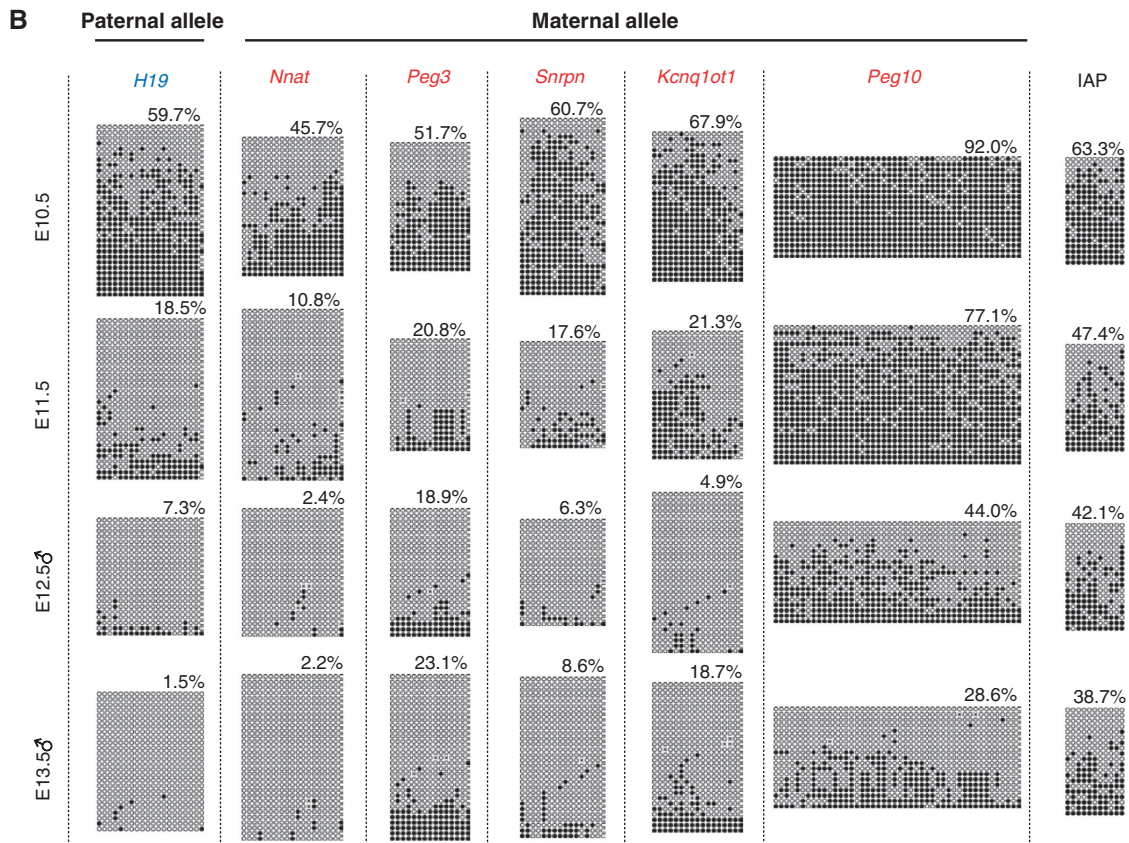 B
Paternal allele Maternal allele
H19 Nnat Peg3 Snrpn Kcnq1ot1 Peg10 IAP
59.7% 45.7% 51.7% 60.7% 67.9% 92.0% 63.3%
E10.5
18.5% 10.8% 20.8% 17.6% 21.3% 77.1% 47.4%
E11.5
7.3% 2.4% 18.9% 6.3% 4.9% 44.0% 42.1%
E12.5♂
1.5% 2.2% 23.1% 8.6% 18.7% 28.6% 38.7%
E13.5♂